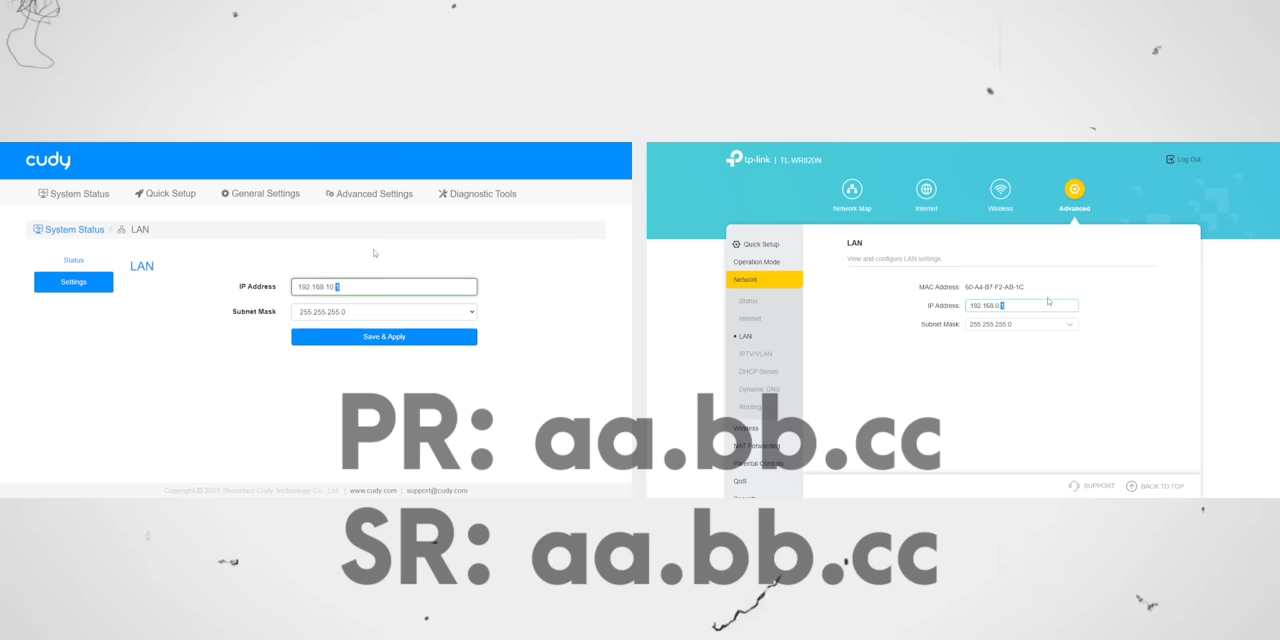 cudy
System Status
Quick Setup
General Settings
Advanced Settings
Diagnostic Tools
System Status / LAN
Status
Settings
LAN
IP Address
192.168.10.1
Subnet Mask
255.255.255.0
Save & Apply
Copyright © 2021 Shenzhen Cudy Technology Co., Ltd. | www.cudy.com | support@cudy.com
tp-link | TL-WR820N
Log Out
Network Map
Internet
Wireless
Advanced
Quick Setup
Operation Mode
Network
Status
Internet
LAN
IPTV/VLAN
DHCP Server
Dynamic DNS
Routing
Wireless
NAT Forwarding
Parental Controls
QoS
LAN
View and configure LAN settings.
MAC Address: 60-A4-B7-F2-AB-1C
IP Address: 192.168.0.1
Subnet Mask: 255.255.255.0
SUPPORT
BACK TO TOP
PR: aa.bb.cc
SR: aa.bb.cc